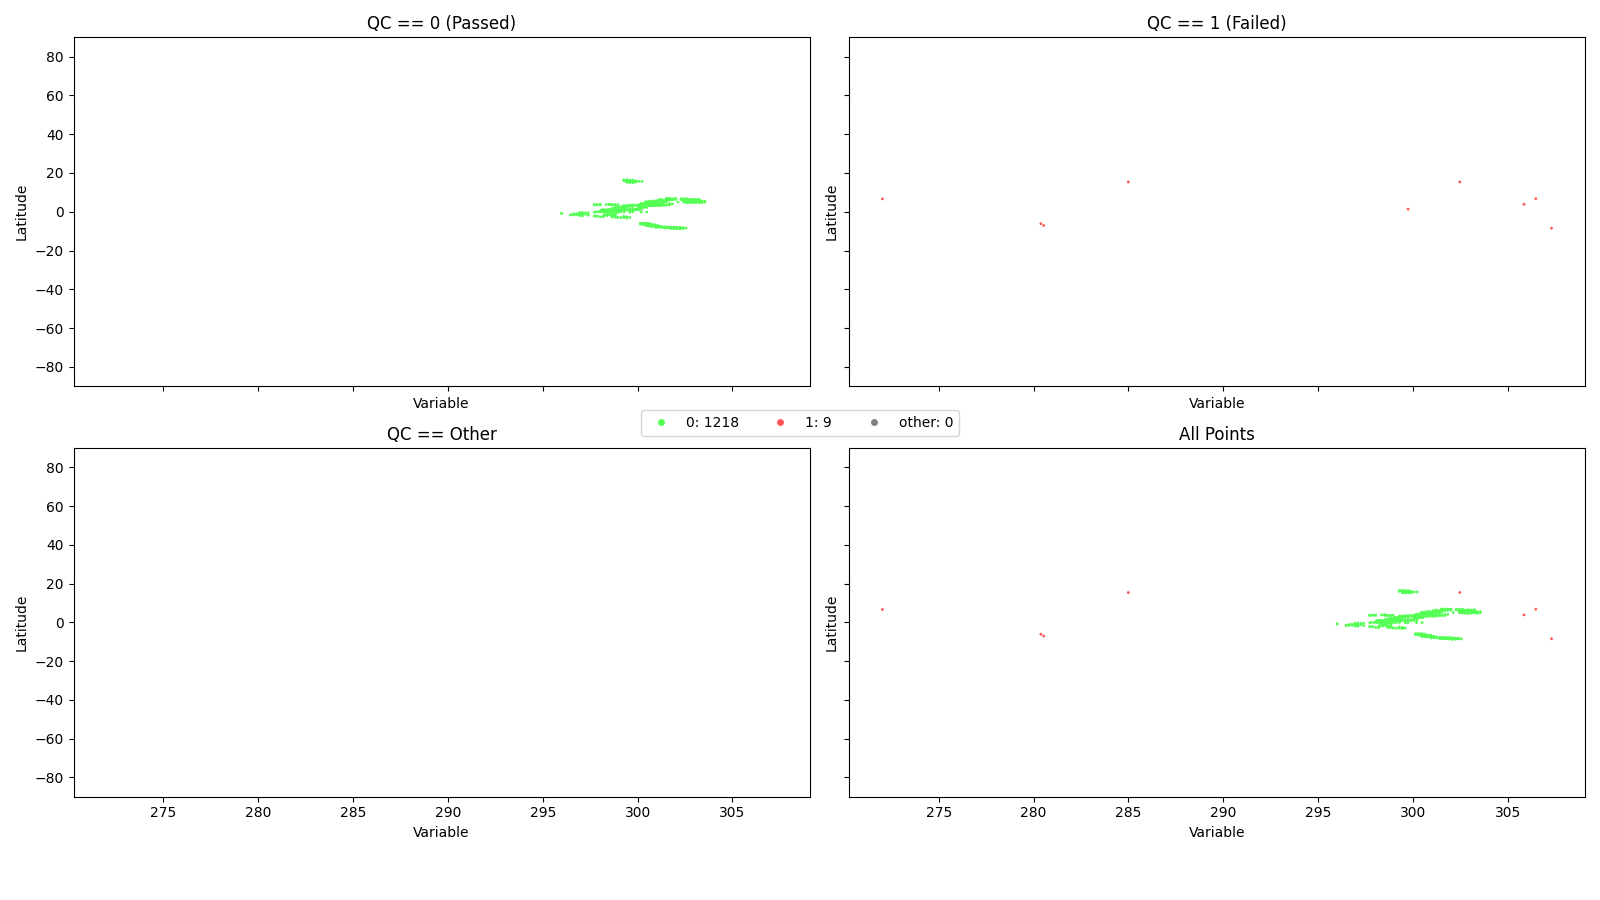 QC == 0 (Passed)
QC == 1 (Failed)
Latitude
80
60
40
20
0
−20
−40
−60
−80
Variable
Latitude
Variable
0: 1218
1: 9
other: 0
QC == Other
All Points
Latitude
80
60
40
20
0
−20
−40
−60
−80
275
280
285
290
295
300
305
Variable
Latitude
275
280
285
290
295
300
305
Variable